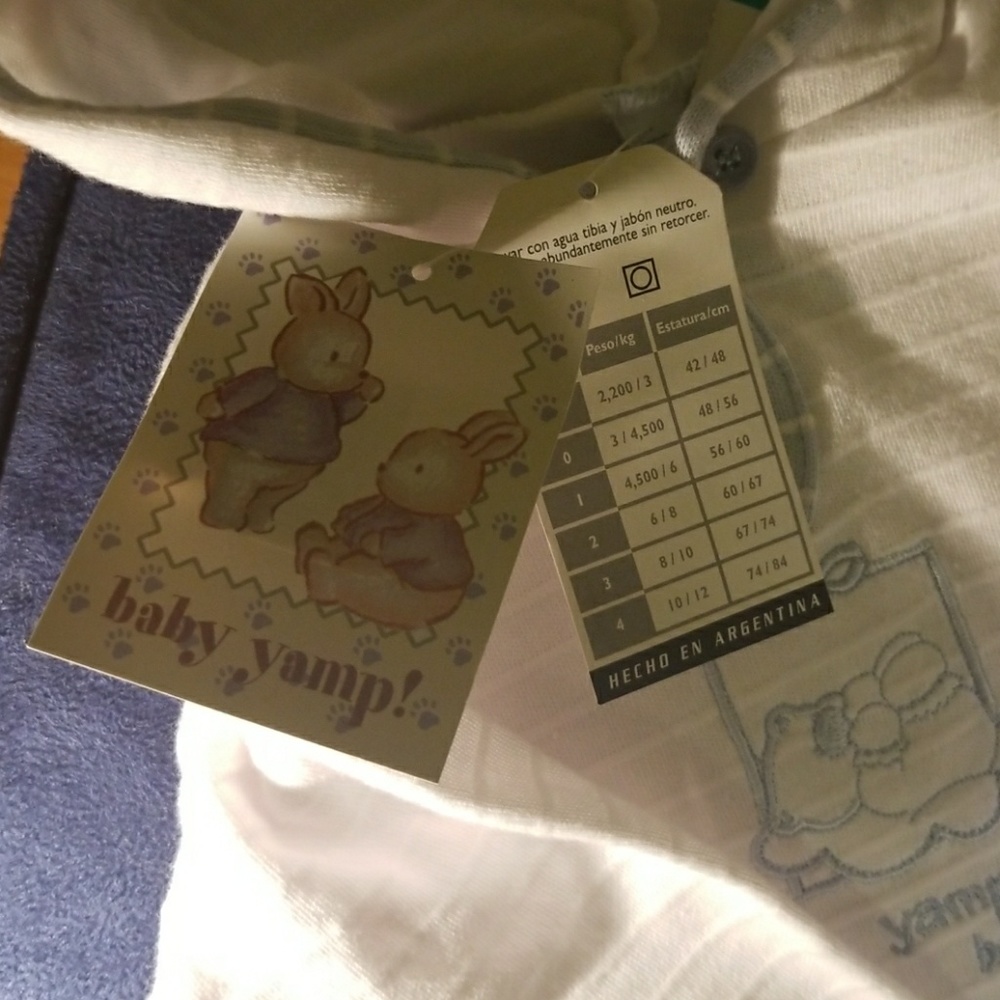 con agua tibia y jabón neutro.
abundantemente sin retorcer.
Peso/kg Estatura/cm
2,200 / 3 42 / 48
0 3 / 4,500 48 / 56
1 4,500 / 6 56 / 60
2 6 / 8 60 / 67
3 8 / 10 67 / 74
4 10 / 12 74 / 84
HECHO EN ARGENTINA
baby yamp!